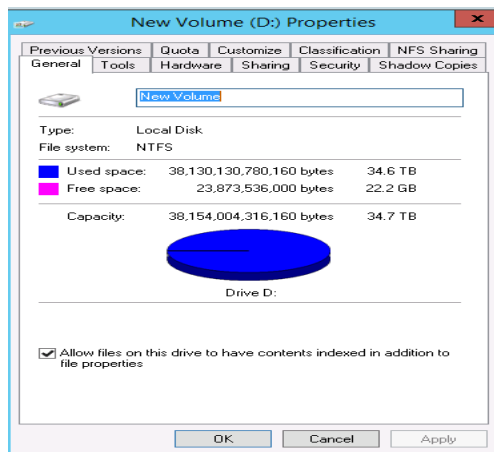 New Volume (D:) Properties
x
Previous Versions Quota Customize Classification NFS Sharing
General Tools Hardware Sharing Security Shadow Copies
New Volume
Type: Local Disk
File system: NTFS
Used space: 38,130,130,780,160 bytes 34.6 TB
Free space: 23,873,536,000 bytes 22.2 GB
Capacity: 38,154,004,316,160 bytes 34.7 TB
Drive D:
Allow files on this drive to have contents indexed in addition to
file properties
OK Cancel Apply